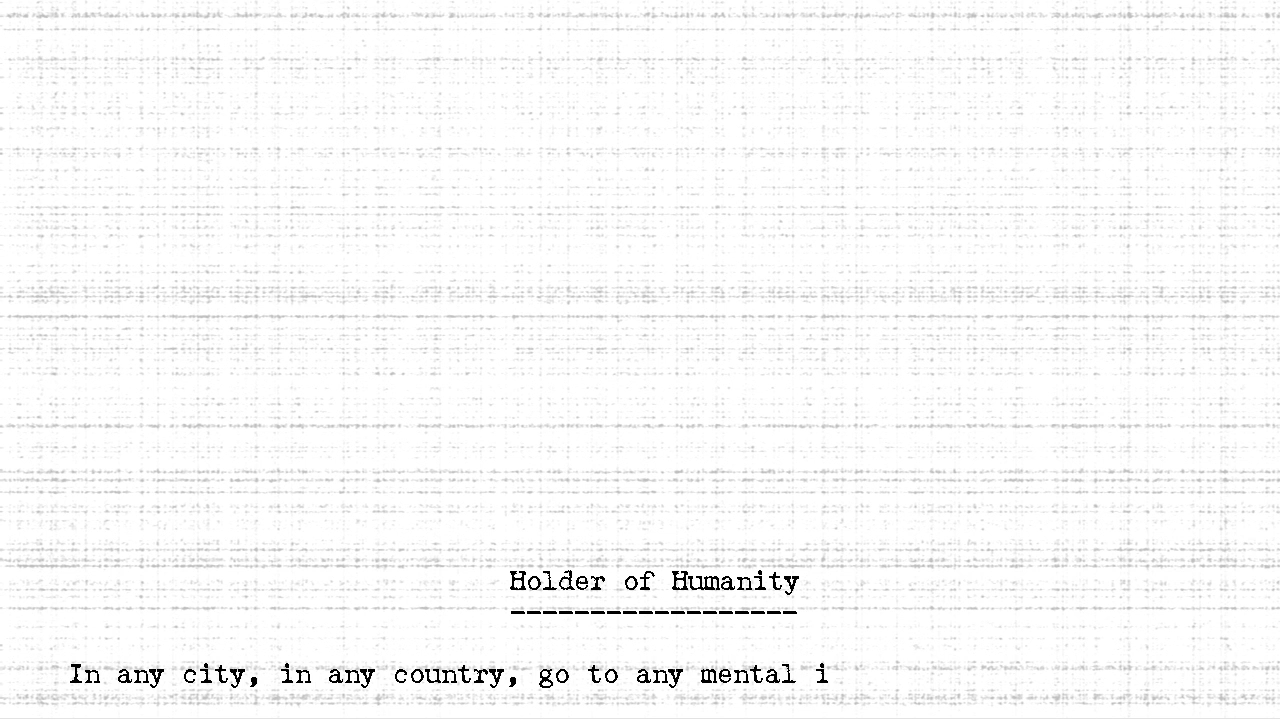 Holder of Humanity
------------------
In any city, in any country, go to any mental i